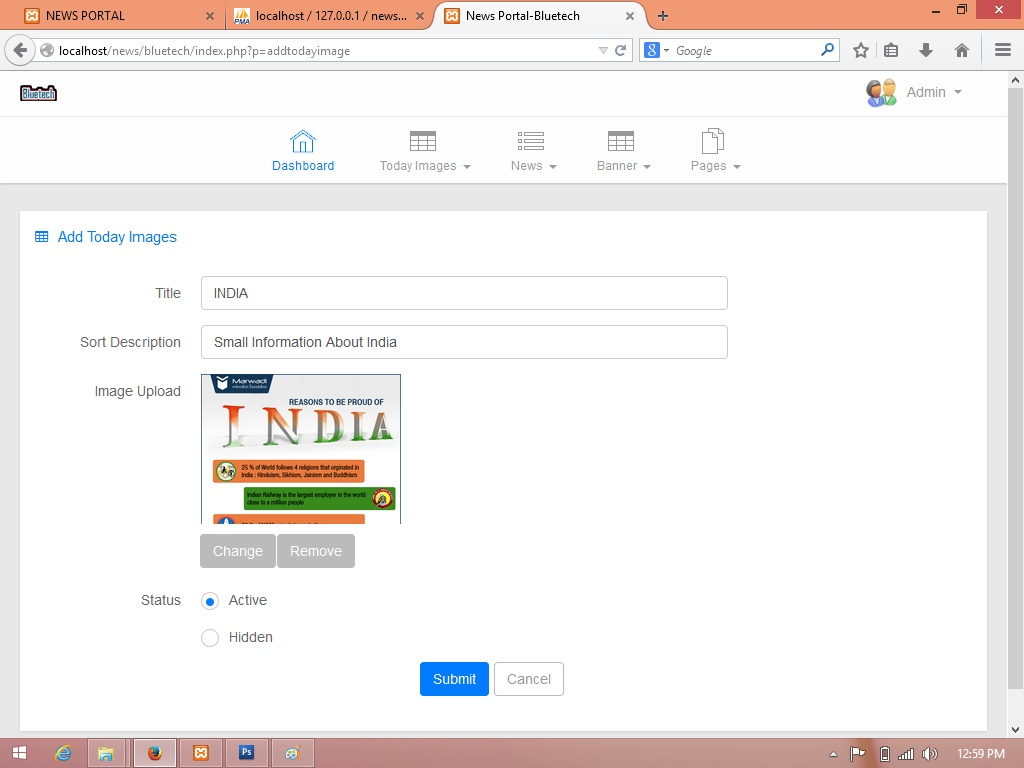 NEWS PORTAL
localhost / 127.0.0.1 / news...
News Portal-Bluetech
localhost/news/bluetech/index.php?p=addtodayimage
Google
Bluetech
Admin
Dashboard
Today Images
News
Banner
Pages
Add Today Images
Title
INDIA
Sort Description
Small Information About India
Image Upload
Marwadi
education foundation
REASONS TO BE PROUD OF
INDIA
25 % of World follows 4 religions that orginated in
India : Hinduism, Sikhism, Jainism and Buddhism
Indian Railway is the largest employer in the world
close to a million people
Change
Remove
Status
Active
Hidden
Submit
Cancel
12:59 PM